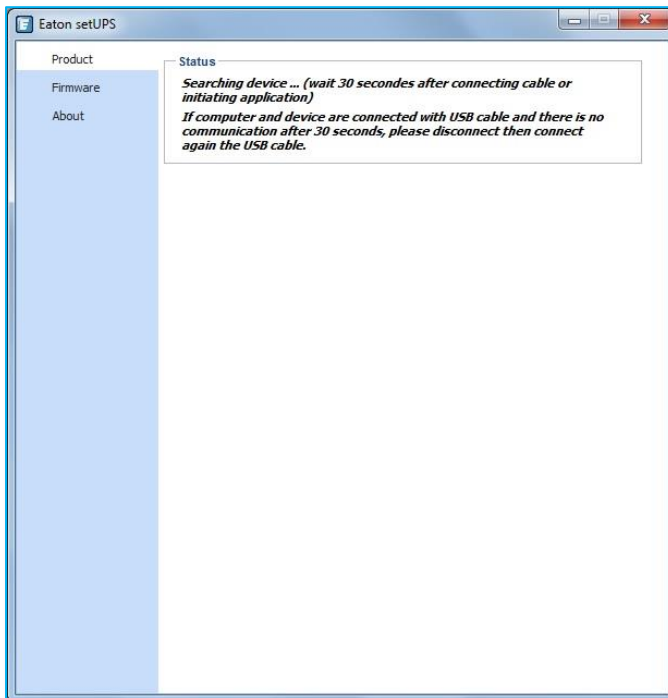 Eaton setUPS
Product
Firmware
About
Status
Searching device ... (wait 30 secondes after connecting cable or
initiating application)
If computer and device are connected with USB cable and there is no
communication after 30 seconds, please disconnect then connect
again the USB cable.